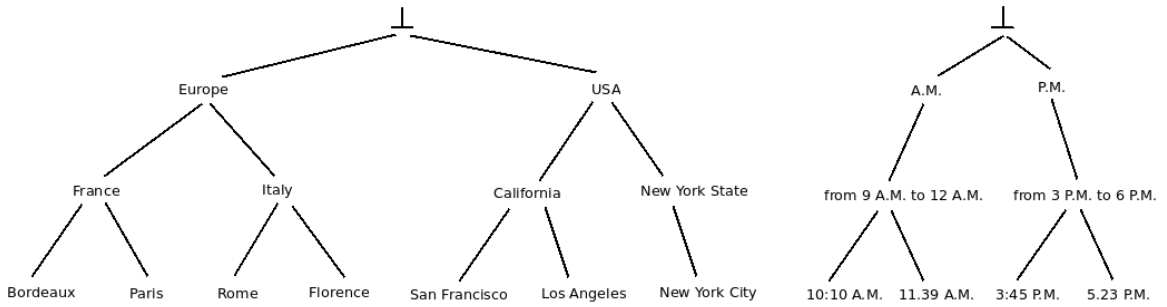 Europe USA A.M. P.M.
France Italy California New York State from 9 A.M. to 12 A.M. from 3 P.M. to 6 P.M.
Bordeaux Paris Rome Florence San Francisco Los Angeles New York City 10:10 A.M. 11.39 A.M. 3:45 P.M. 5.23 P.M.